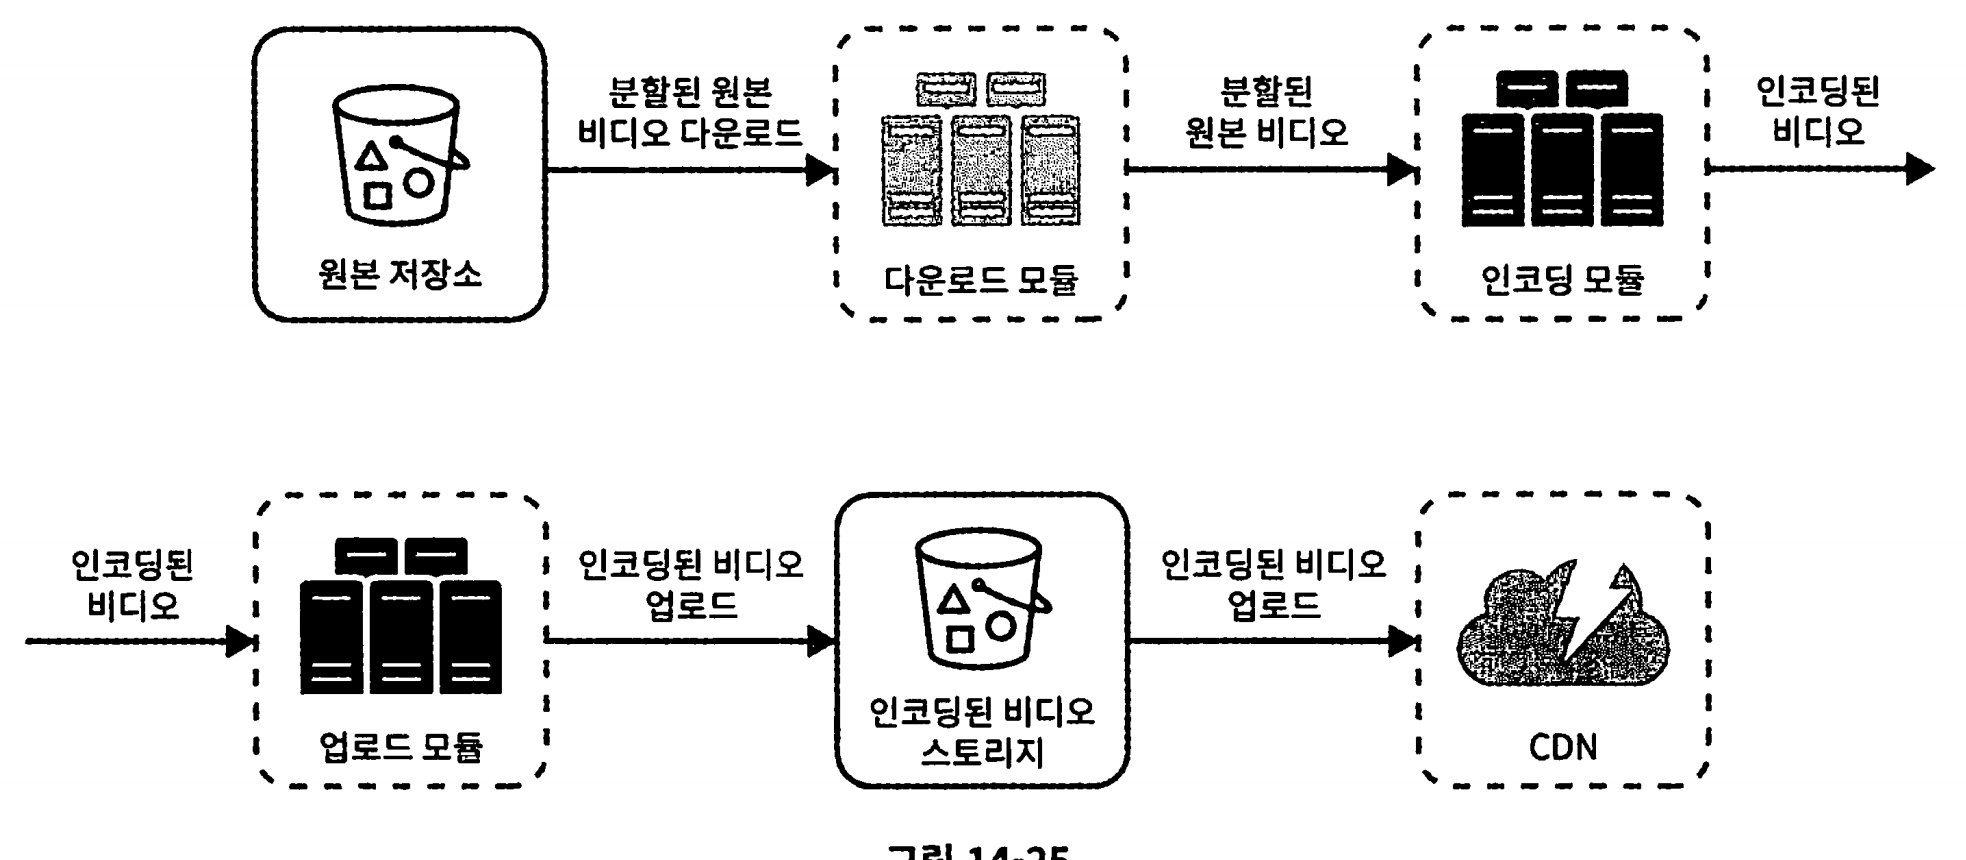 분할된 원본
비디오 다운로드
분할된
원본 비디오
인코딩된
비디오
원본 저장소
다운로드 모듈
인코딩 모듈
인코딩된
비디오
인코딩된 비디오
업로드
인코딩된 비디오
업로드
업로드 모듈
인코딩된 비디오
스토리지
CDN
그림 14-25